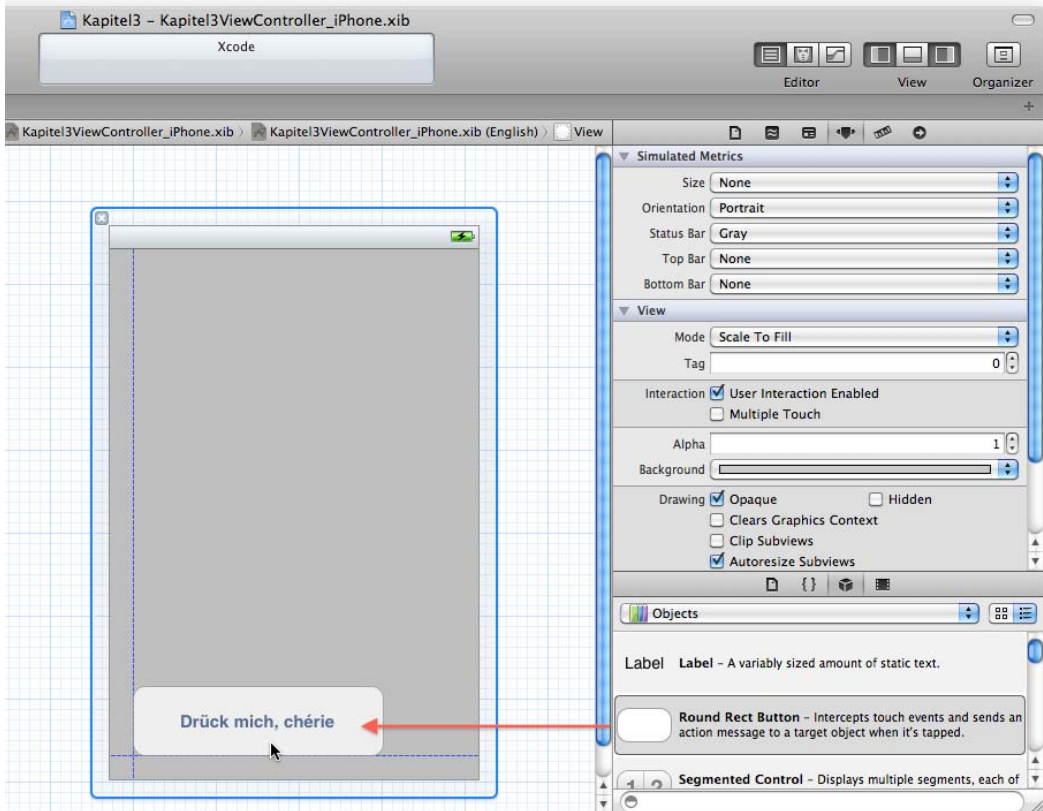 Kapitel3 – Kapitel3ViewController_iPhone.xib
Xcode
Editor
View
Organizer
Kapitel3ViewController_iPhone.xib
Kapitel3ViewController_iPhone.xib (English)
View
Simulated Metrics
Size None
Orientation Portrait
Status Bar Gray
Top Bar None
Bottom Bar None
View
Mode Scale To Fill
Tag 0
Interaction User Interaction Enabled
Multiple Touch
Alpha 1
Background
Drawing Opaque Hidden
Clears Graphics Context
Clip Subviews
Autoresize Subviews
{}
Objects
Label Label – A variably sized amount of static text.
Round Rect Button – Intercepts touch events and sends an
action message to a target object when it's tapped.
1 2 Segmented Control – Displays multiple segments, each of
Drück mich, chérie